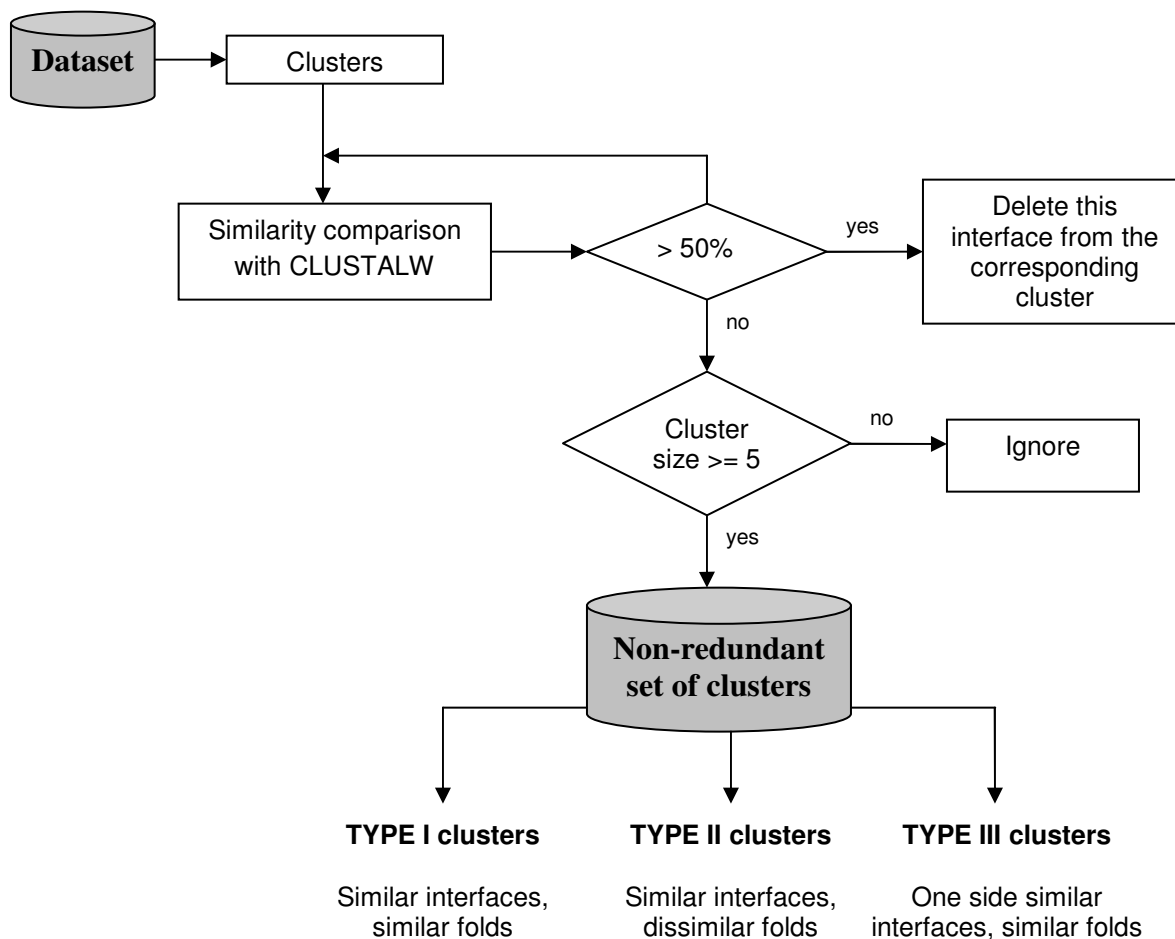 Dataset
Clusters
Similarity comparison
with CLUSTALW
> 50%
yes
Delete this
interface from the
corresponding
cluster
no
Cluster
size >= 5
no
Ignore
yes
Non-redundant
set of clusters
TYPE I clusters
Similar interfaces,
similar folds
TYPE II clusters
Similar interfaces,
dissimilar folds
TYPE III clusters
One side similar
interfaces, similar folds